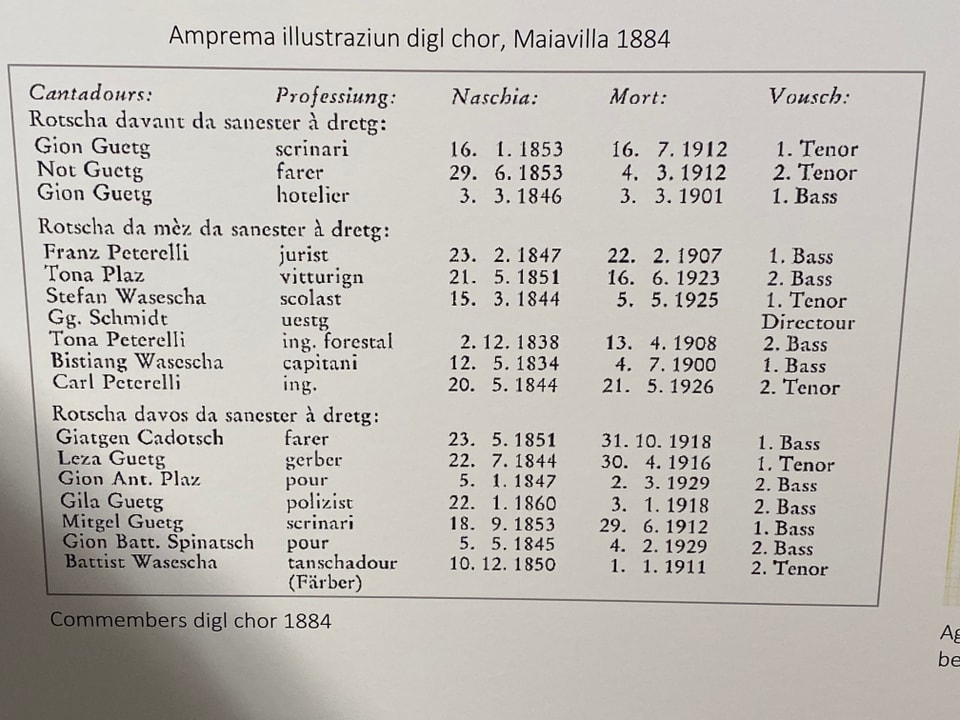 Amprema illustraziun digl chor, Maiavilla 1884
Cantadours: Professiung: Naschia: Mort: Vousch:
Rotscha davant da sanester à dretg:
Gion Guetg scrinari 16. 1. 1853 16. 7. 1912 1. Tenor
Not Guetg farer 29. 6. 1853 4. 3. 1912 2. Tenor
Gion Guetg hotelier 3. 3. 1846 3. 3. 1901 1. Bass
Rotscha da mèz da sanester à dretg:
Franz Peterelli jurist 23. 2. 1847 22. 2. 1907 1. Bass
Tona Plaz vitturign 21. 5. 1851 16. 6. 1923 2. Bass
Stefan Wasescha scolast 15. 3. 1844 5. 5. 1925 1. Tenor
Gg. Schmidt uestg Directour
Tona Peterelli ing. forestal 2. 12. 1838 13. 4. 1908 2. Bass
Bistiang Wasescha capitani 12. 5. 1834 4. 7. 1900 1. Bass
Carl Peterelli ing. 20. 5. 1844 21. 5. 1926 2. Tenor
Rotscha davos da sanester à dretg:
Giatgen Cadotsch farer 23. 5. 1851 31. 10. 1918 1. Bass
Leza Guetg gerber 22. 7. 1844 30. 4. 1916 1. Tenor
Gion Ant. Plaz pour 5. 1. 1847 2. 3. 1929 2. Bass
Gila Guetg polizist 22. 1. 1860 3. 1. 1918 2. Bass
Mitgel Guetg scrinari 18. 9. 1853 29. 6. 1912 1. Bass
Gion Batt. Spinatsch pour 5. 5. 1845 4. 2. 1929 2. Bass
Battist Wasescha tanschadour 10. 12. 1850 1. 1. 1911 2. Tenor
(Färber)
Commembers digl chor 1884